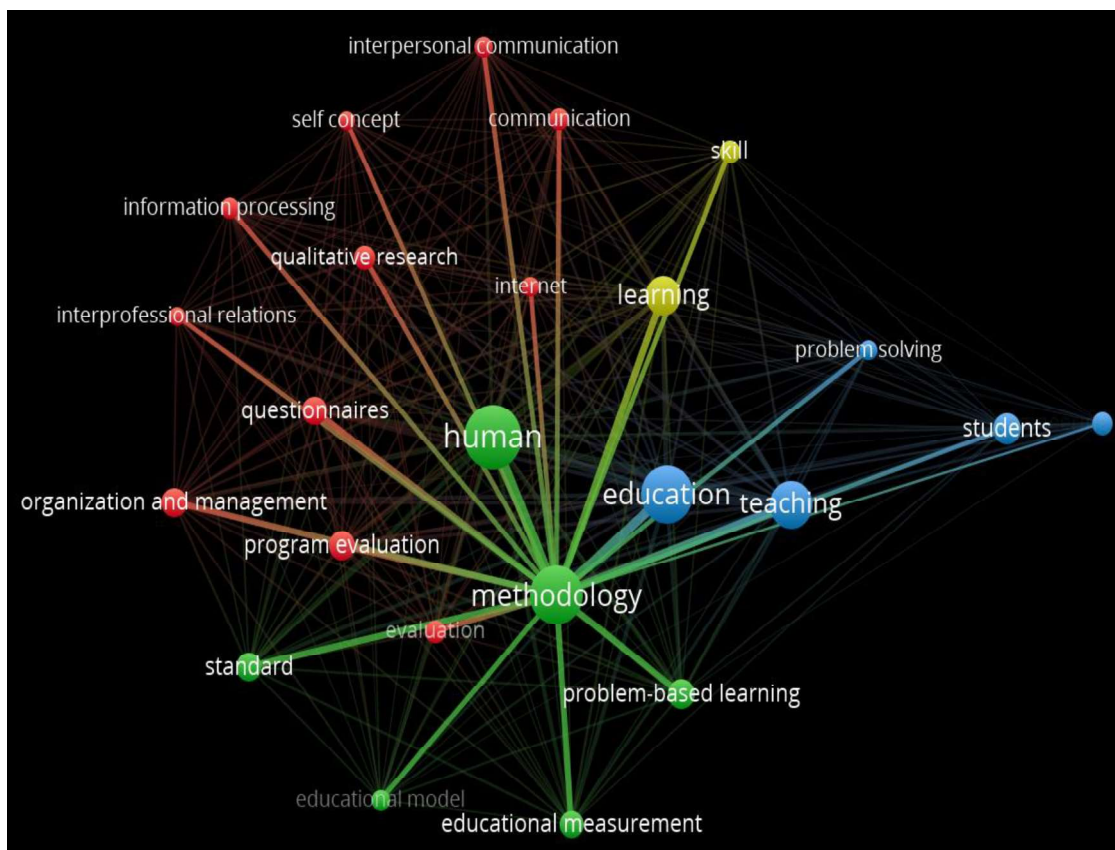 interpersonal communication
self concept
communication
skill
information processing
qualitative research
internet
learning
interprofessional relations
problem solving
questionnaires
human
students
education
teaching
organization and management
program evaluation
methodology
evaluation
standard
problem-based learning
educational model
educational measurement